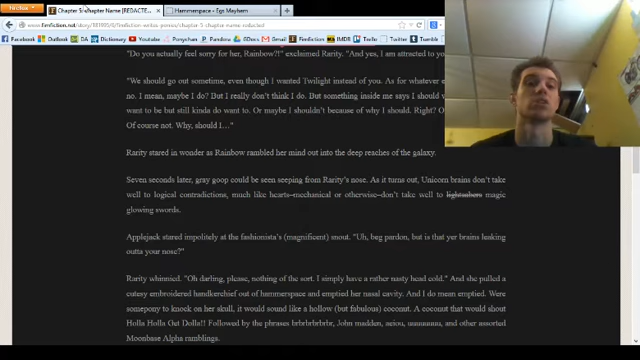 Firefox
Chapter 5: Chapter Name [REDACTE...
Hammerspace - Egs Mayhem
www.fimfiction.net/story/
Facebook
Outlook
DA
Dictionary
Docs
Pony
Ponychan
YouTube
Pandora
IMDB
Trello
"Do you actually feel sorry for her, Rainbow?!" exclaimed Rarity. "And yes, I am attracted to
"We should go out sometime, even though I wanted Twilight instead of you. As for whatever
no. I mean, maybe I do? But I really don't think I do. But something inside me says I should
want to be but still kinda do want to. Or maybe I shouldn't because of why I should. Right?
Of course not. Why, should I..."
Rarity stared in wonder as Rainbow rambled her mind out into the deep reaches of the galaxy.
Seven seconds later, gray goop could be seen seeping from Rarity's nose. As it turns out, Unicorn brains don't take
well to logical contradictions, much like hearts–mechanical or otherwise–don't take well to lightsabers magic
glowing swords.
Applejack stared impolitely at the fashionista's (magnificent) snout. "Uh, beg pardon, but is that yer brains leaking
outta your nose?"
Rarity whinnied. "Oh darling, please, nothing of the sort. I simply have a rather nasty head cold." And she pulled a
cutesy embroidered handkerchief out of hammerspace and emptied her nasal cavity. And I do mean emptied. Were
somepony to knock on her skull, it would sound like a hollow (but fabulous) coconut. A coconut that would shout
Holla Holla Get Dolla!! Followed by the phrases brbrbrbrbr, John madden, aeiou, uuuuuuuu, and other assorted
Moonbase Alpha ramblings.